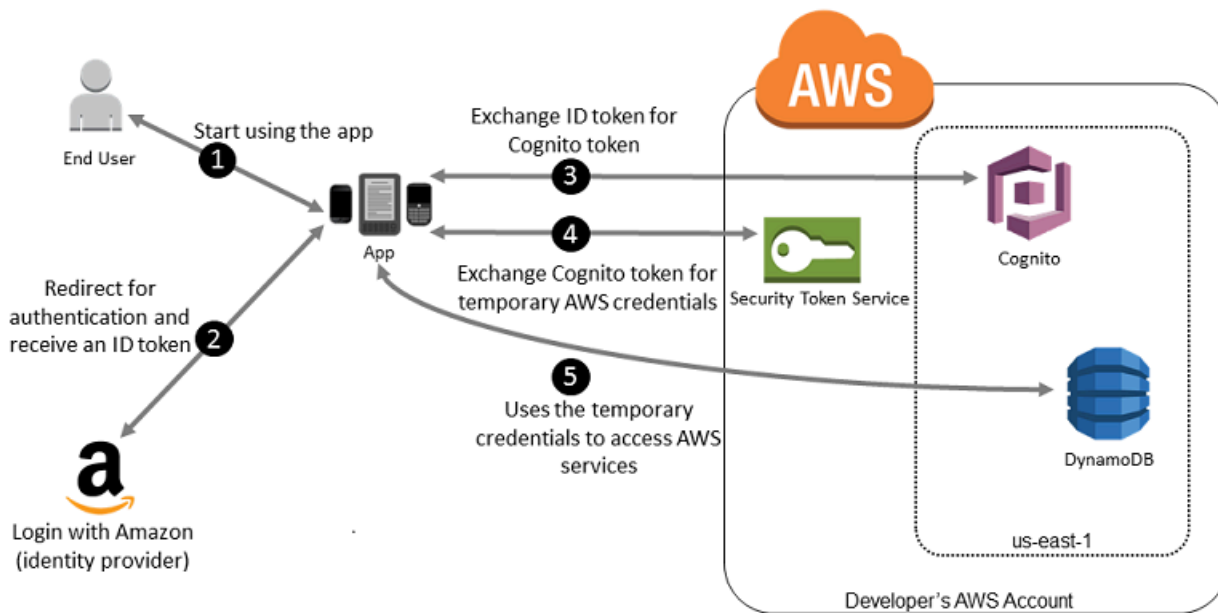 AWS
End User
Start using the app
1
Exchange ID token for
Cognito token
3
App
4
Exchange Cognito token for
temporary AWS credentials
Security Token Service
Cognito
Redirect for
authentication and
receive an ID token
2
5
Uses the temporary
credentials to access AWS
services
DynamoDB
a
Login with Amazon
(identity provider)
us-east-1
Developer's AWS Account